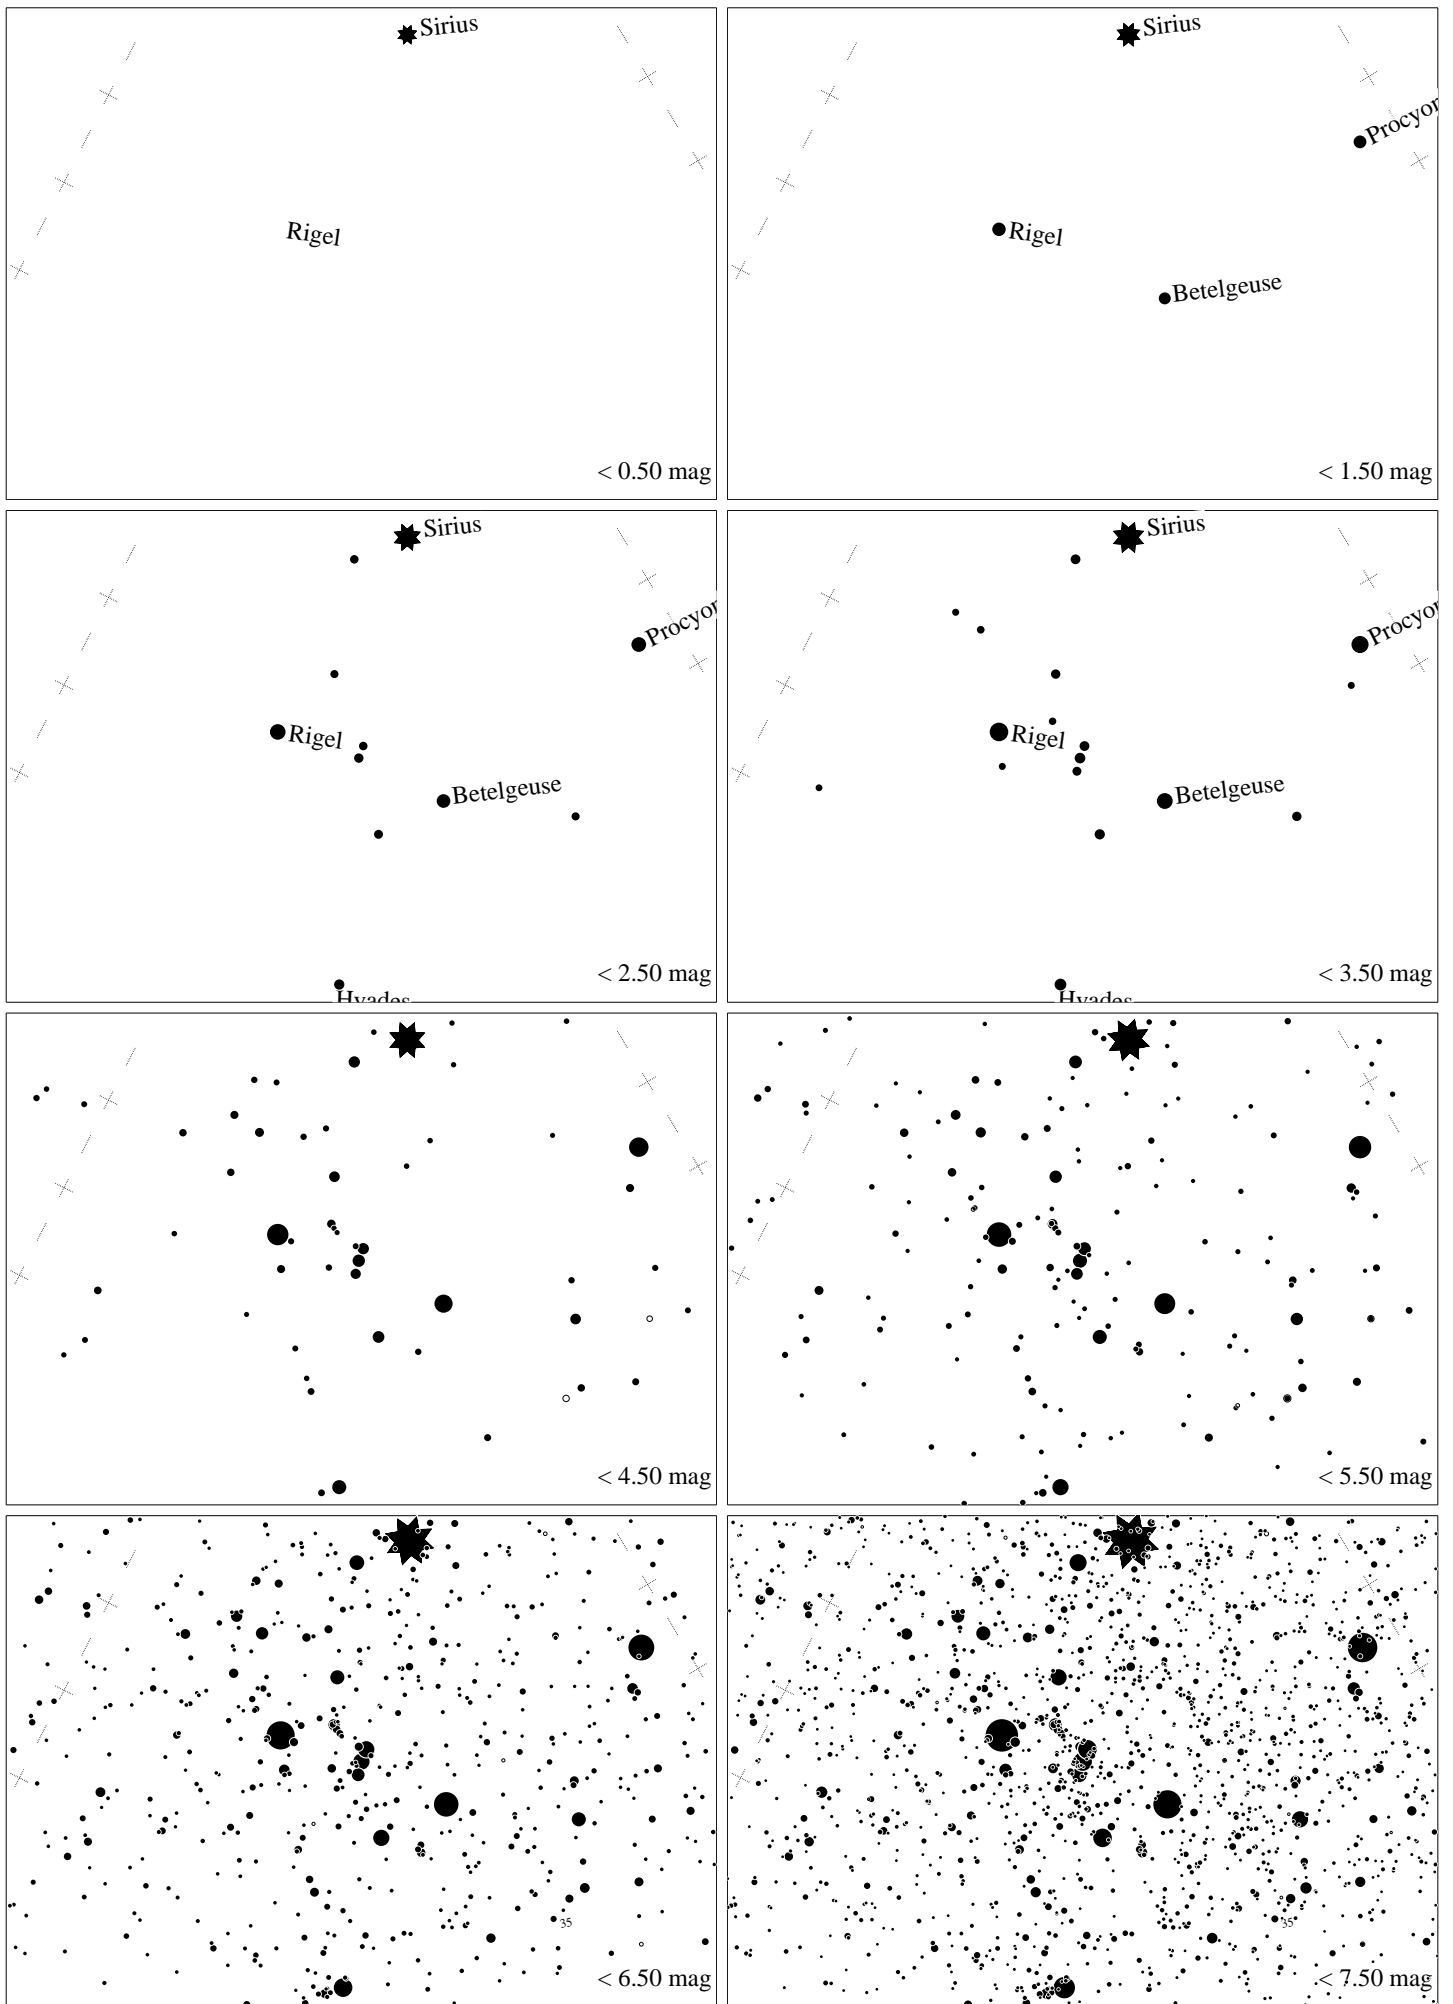 Sirius
Rigel
< 0.50 mag
Sirius
Procyon
Rigel
Betelgeuse
< 1.50 mag
Sirius
Procyon
Rigel
Betelgeuse
< 2.50 mag
Hyades
Sirius
Procyon
Rigel
Betelgeuse
< 3.50 mag
Hyades
< 4.50 mag
< 5.50 mag
35
< 6.50 mag
35
< 7.50 mag